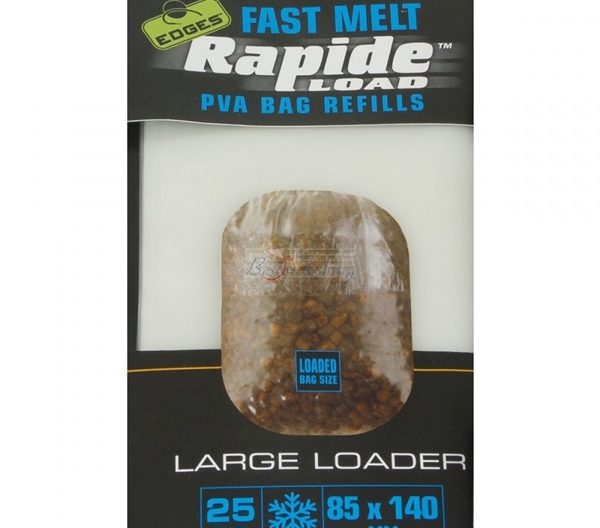 EDGES
FAST MELT
Rapide™
LOAD
PVA BAG REFILLS
LOADED
BAG SIZE
LARGE LOADER
25
85 x 140